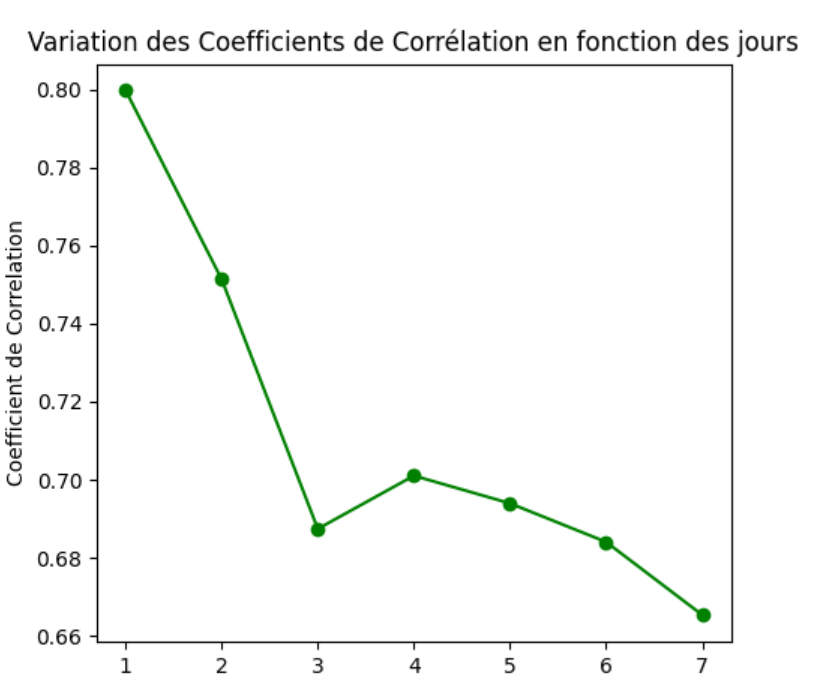 Variation des Coefficients de Corrélation en fonction des jours
Coefficient de Correlation
0.80
0.78
0.76
0.74
0.72
0.70
0.68
0.66
1 2 3 4 5 6 7